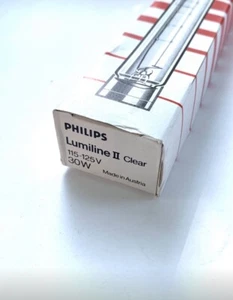 PHILIPS
Lumiline II Clear
115-125V
30W
Made in Austria